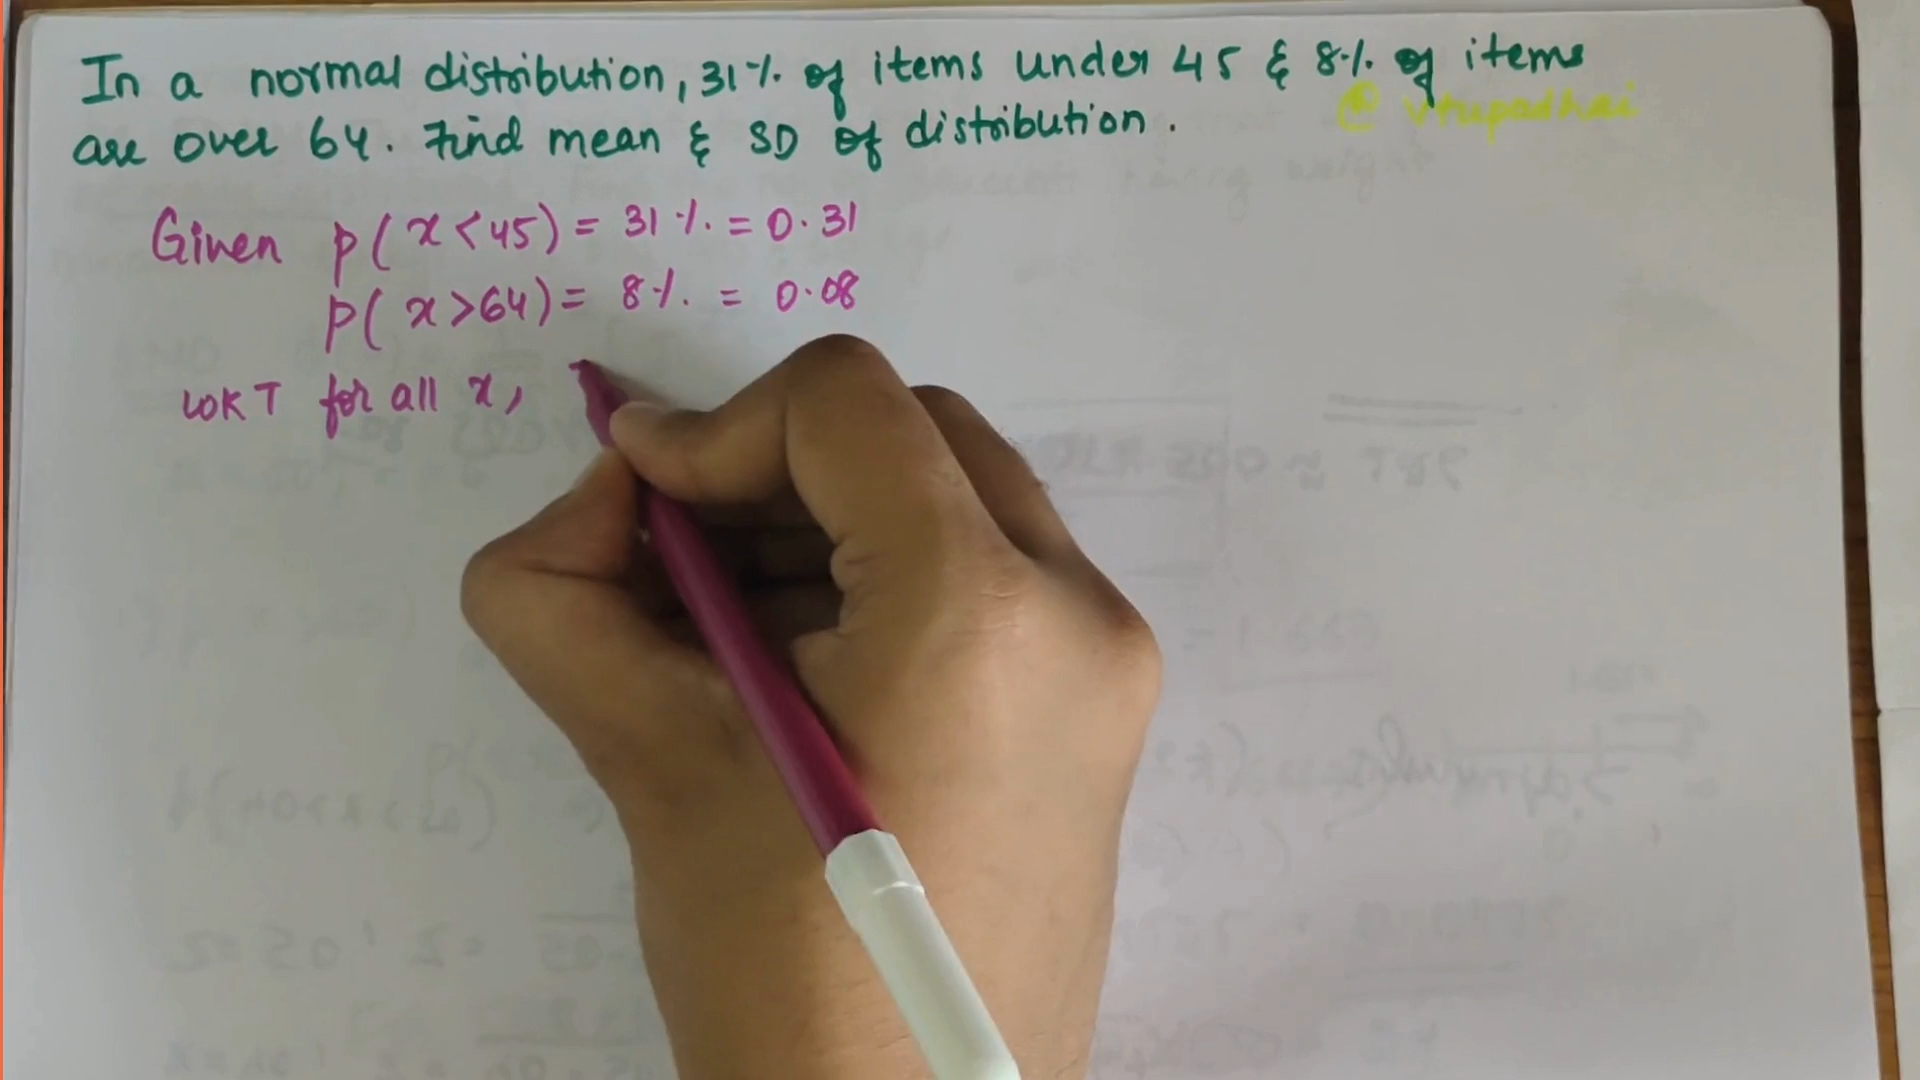 In a normal distribution, 31% of items under 45 & 8% of items
are over 64. Find mean & SD of distribution.
@vtupadhai
Given p(x<45) = 31% = 0.31
p(x>64) = 8% = 0.08
WKT for all x,